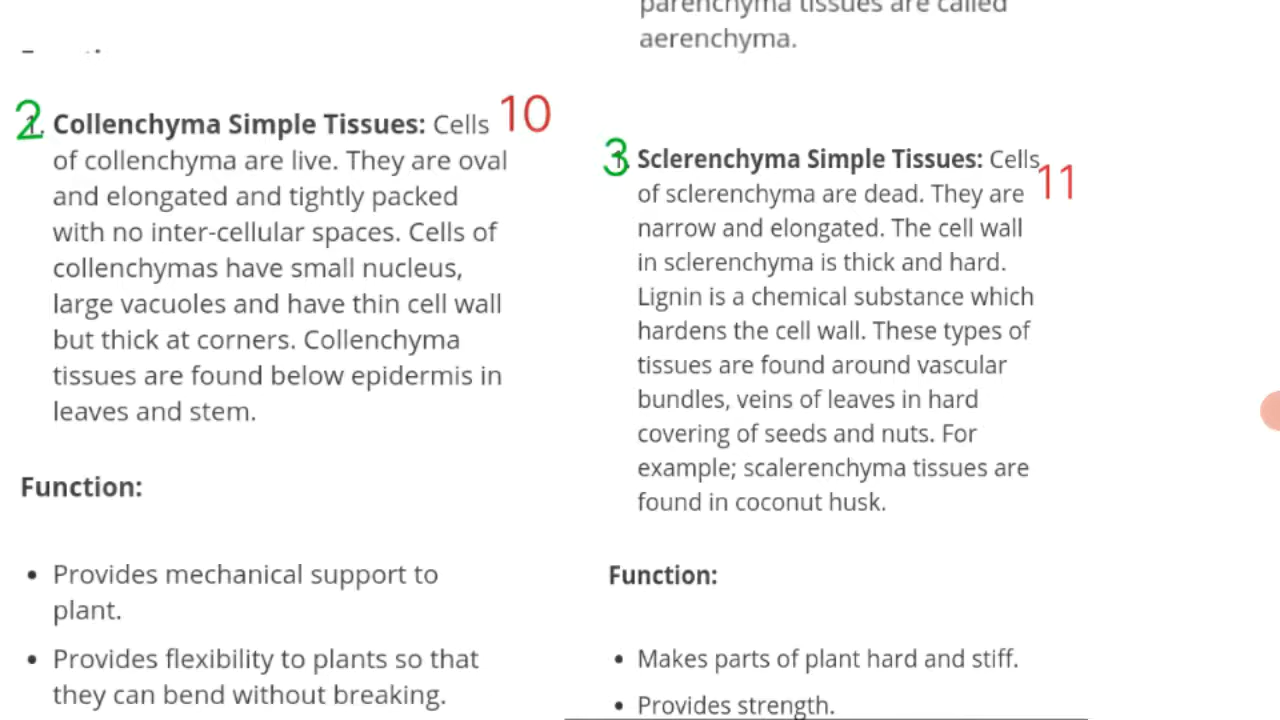 2 1. Collenchyma Simple Tissues: Cells 10
of collenchyma are live. They are oval
and elongated and tightly packed
with no inter-cellular spaces. Cells of
collenchymas have small nucleus,
large vacuoles and have thin cell wall
but thick at corners. Collenchyma
tissues are found below epidermis in
leaves and stem.
Function:
• Provides mechanical support to
plant.
• Provides flexibility to plants so that
they can bend without breaking.
parenchyma tissues are called
aerenchyma.
3 1. Sclerenchyma Simple Tissues: Cells
of sclerenchyma are dead. They are 11
narrow and elongated. The cell wall
in sclerenchyma is thick and hard.
Lignin is a chemical substance which
hardens the cell wall. These types of
tissues are found around vascular
bundles, veins of leaves in hard
covering of seeds and nuts. For
example; scalerenchyma tissues are
found in coconut husk.
Function:
• Makes parts of plant hard and stiff.
• Provides strength.